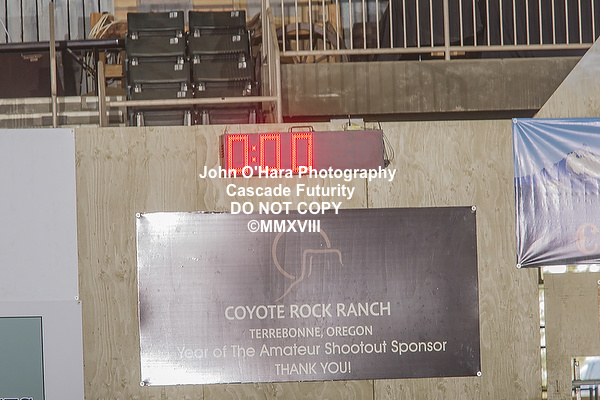 0:00
John O'Hara Photography
Cascade Futurity
DO NOT COPY
©MMXVIII
COYOTE ROCK RANCH
TERREBONNE, OREGON
Year of The Amateur Shootout Sponsor
THANK YOU!